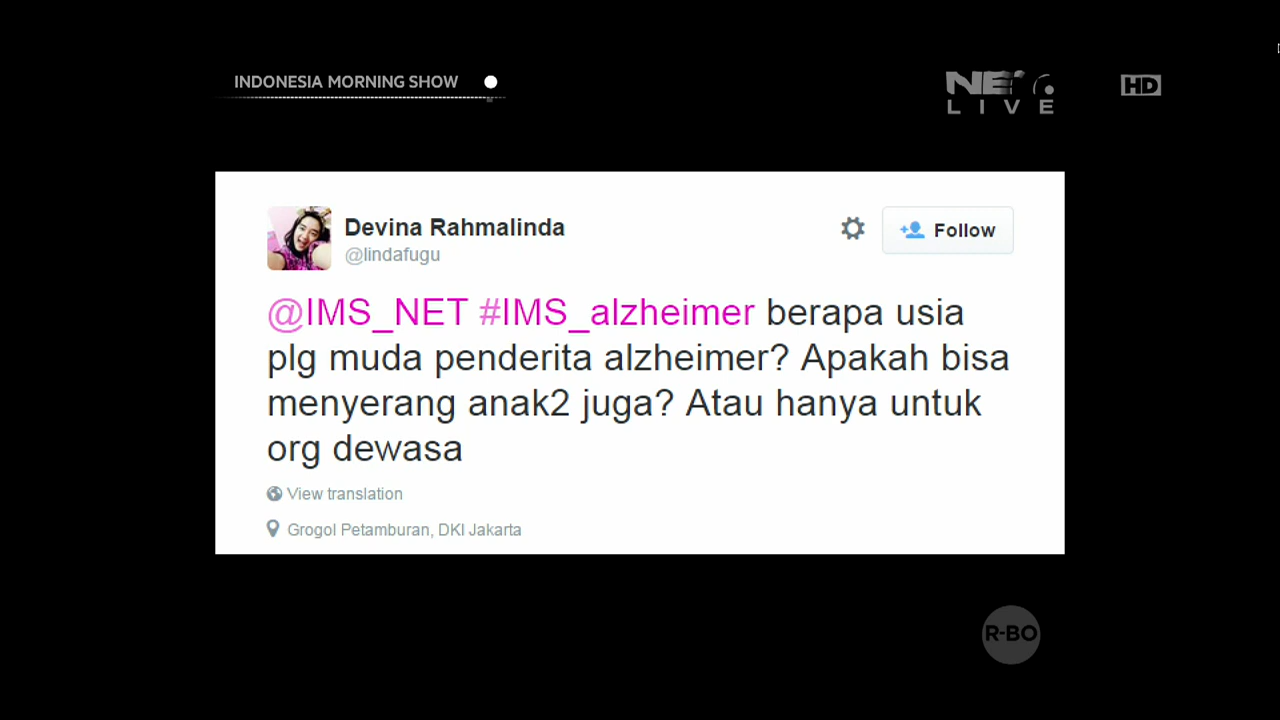 INDONESIA MORNING SHOW
LIVE
HD
Devina Rahmalinda
@lindafugu
Follow
@IMS_NET #IMS_alzheimer berapa usia
plg muda penderita alzheimer? Apakah bisa
menyerang anak2 juga? Atau hanya untuk
org dewasa
View translation
Grogol Petamburan, DKI Jakarta
R-BO